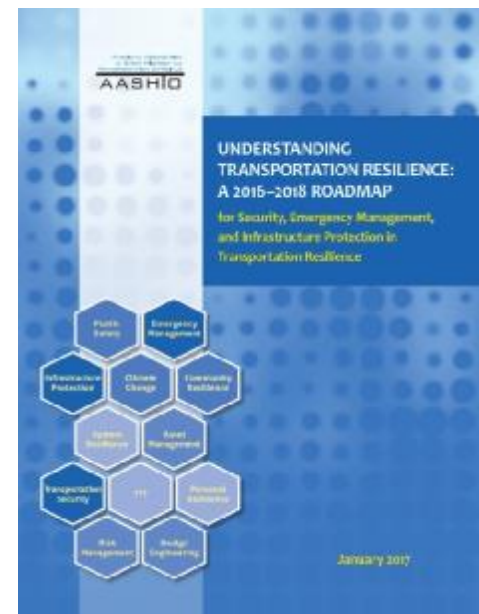 AASHTO
UNDERSTANDING
TRANSPORTATION RESILIENCE:
A 2016–2018 ROADMAP
for Security, Emergency Management,
and Infrastructure Protection in
Transportation Resilience
Public
Safety
Emergency
Management
Infrastructure
Protection
Climate
Change
Community
Resilience
System
Resilience
Asset
Management
Transportation
Security
Personal
Resilience
Risk
Management
Bridge
Engineering
January 2017